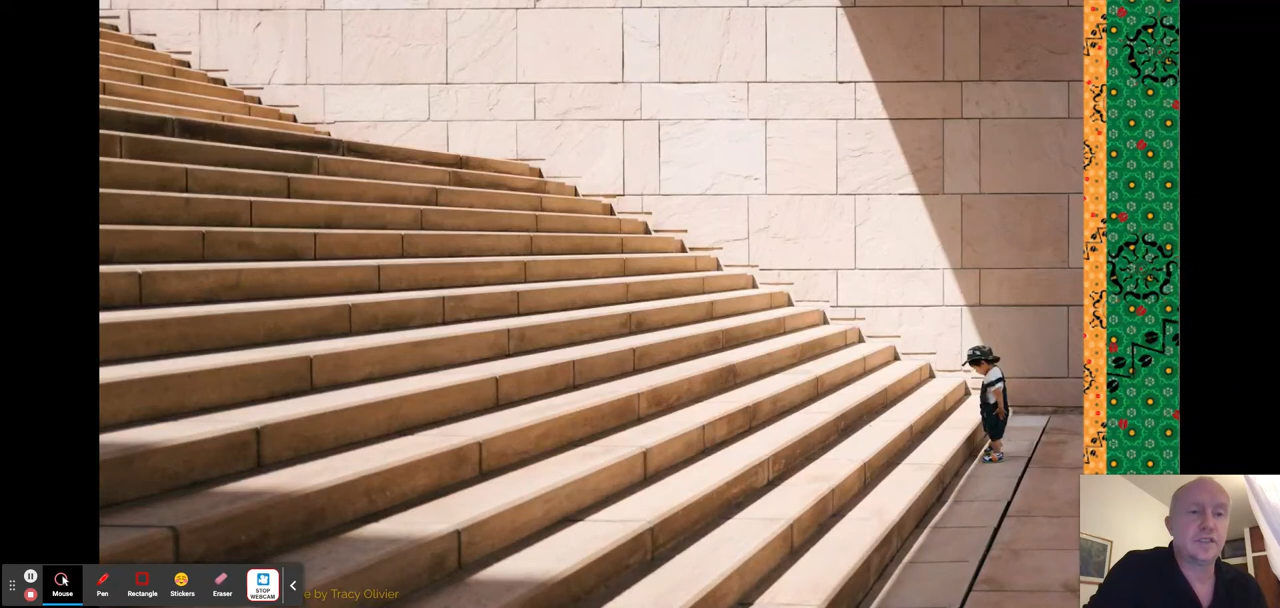 e by Tracy Olivier
Mouse
Pen
Rectangle
Stickers
Eraser
STOP
WEBCAM